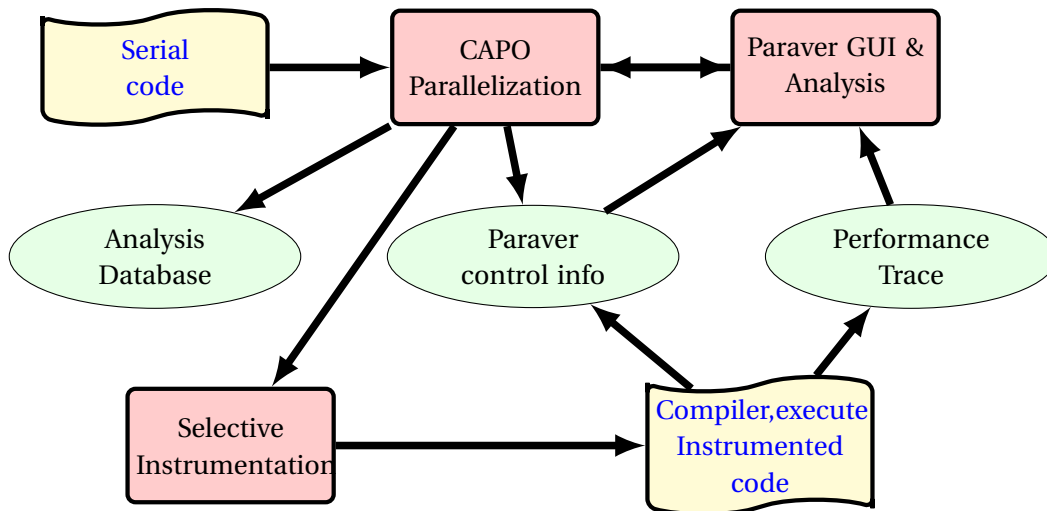 Serial
code
CAPO
Parallelization
Paraver GUI &
Analysis
Analysis
Database
Paraver
control info
Performance
Trace
Selective
Instrumentation
Compiler,execute
Instrumented
code